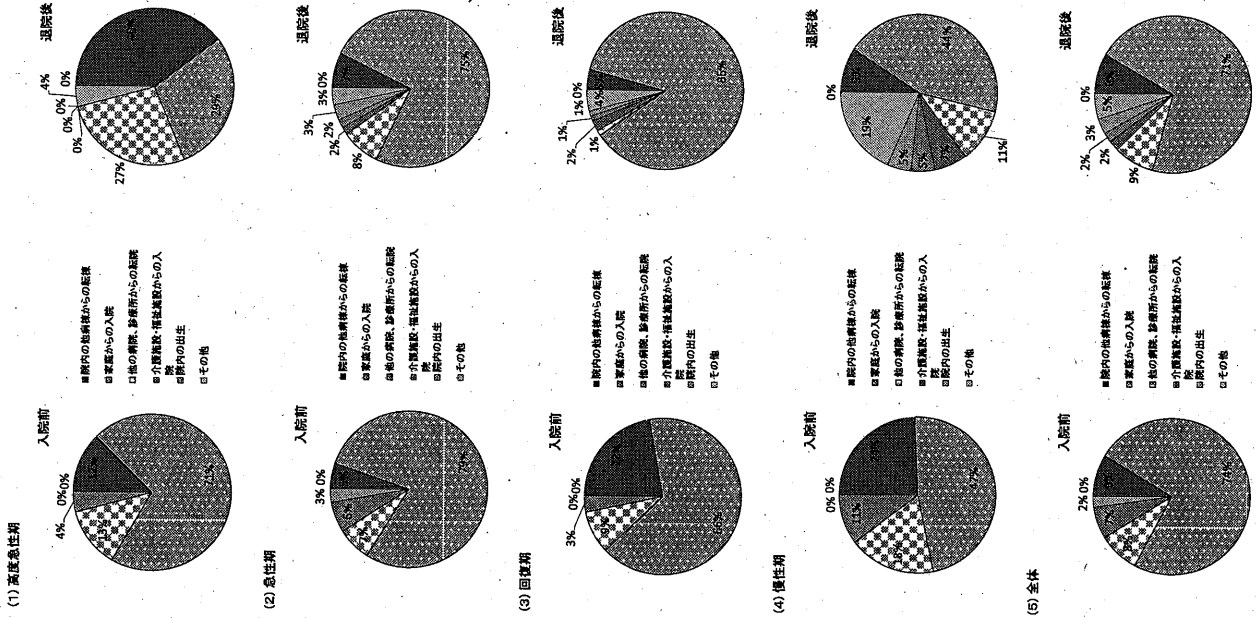 (1) 高度急性期
入院前
4%
0%
0%
13%
71%
■院内の他病棟からの転棟
家庭からの入院
他の病院、診療所からの転院
介護施設・福祉施設からの入
院
院内の出生
その他
退院後
4%
0%
0%
0%
27%
(2) 急性期
入院前
3%
0%
■院内の他病棟からの転棟
家庭からの入院
他の病院、診療所からの転院
介護施設・福祉施設からの入
院
院内の出生
その他
退院後
3%
0%
3%
2%
2%
8%
75%
(3) 回復期
入院前
3%
0%
0%
9%
66%
■院内の他病棟からの転棟
家庭からの入院
他の病院、診療所からの転院
介護施設・福祉施設からの入
院
院内の出生
その他
退院後
1%
0%
1%
4%
2%
1%
86%
(4) 慢性期
入院前
0%
0%
11%
47%
■院内の他病棟からの転棟
家庭からの入院
他の病院、診療所からの転院
介護施設・福祉施設からの入
院
院内の出生
その他
退院後
0%
19%
5%
5%
44%
11%
(5) 全体
入院前
2%
0%
7%
74%
■院内の他病棟からの転棟
家庭からの入院
他の病院、診療所からの転院
介護施設・福祉施設からの入
院
院内の出生
その他
退院後
0%
5%
3%
2%
2%
9%
71%